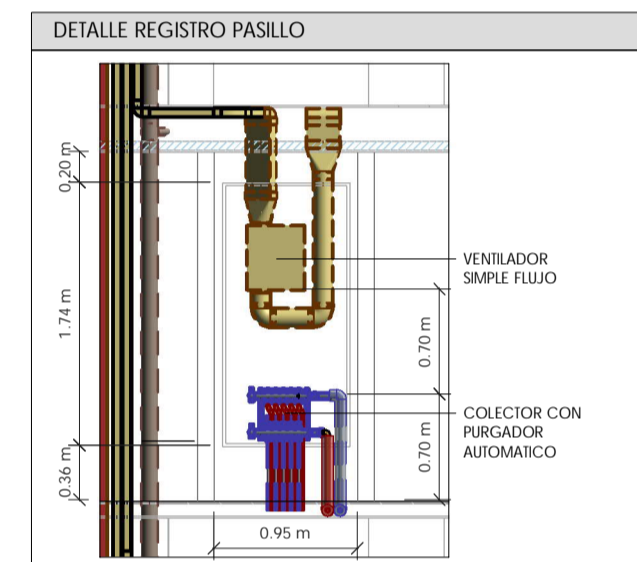 DETALLE REGISTRO PASILLO
0.20 m
1.74 m
0.36 m
VENTILADOR
SIMPLE FLUJO
0.70 m
COLECTOR CON
PURGADOR
AUTOMATICO
0.70 m
0.95 m